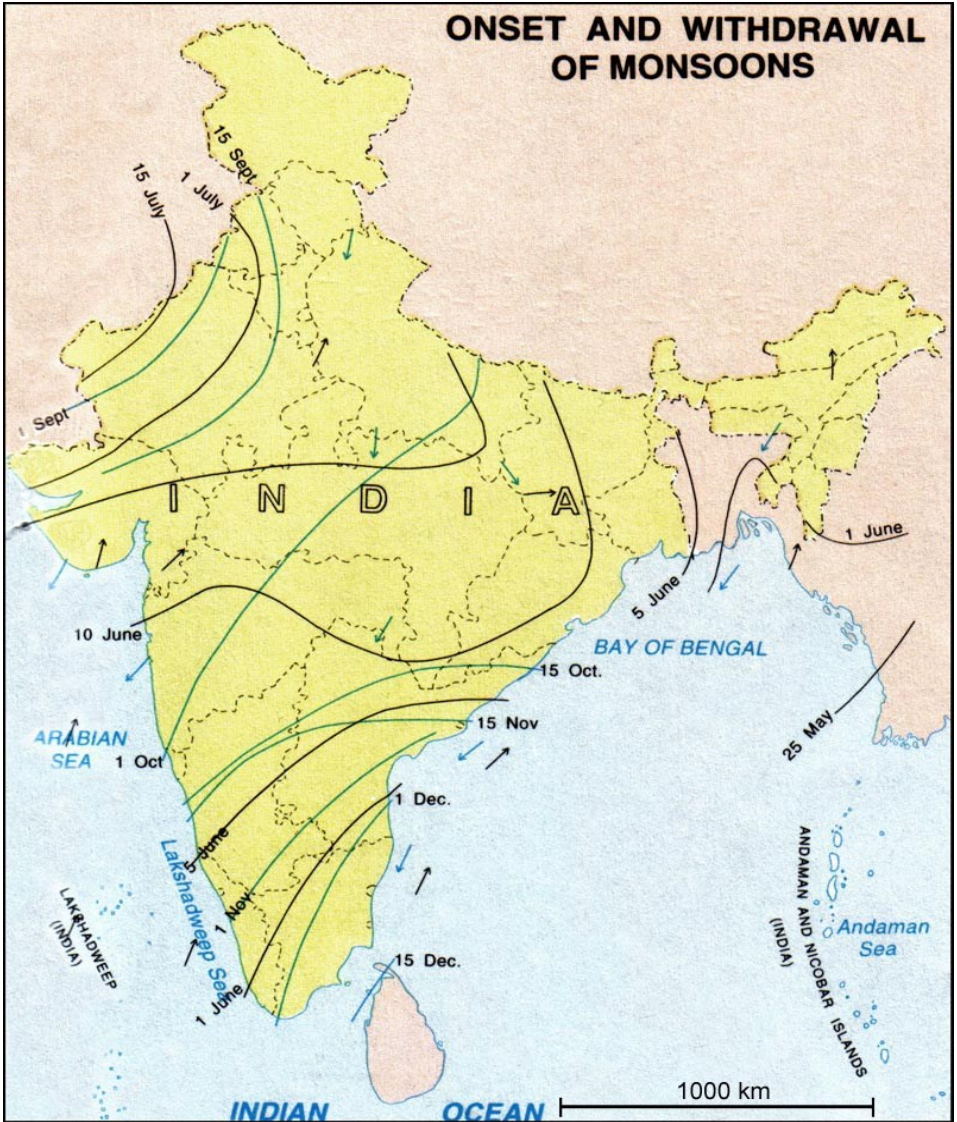 ONSET AND WITHDRAWAL
OF MONSOONS
15 Sept
1 July
15 July
1 Sept
I N D I A
1 June
5 June
10 June
BAY OF BENGAL
15 Oct.
25 May
15 Nov
ARABIAN
SEA
1 Oct
1 Dec.
5 June
Lakshadweep Sea
1 Nov
LAKSHADWEEP
(INDIA)
ANDAMAN AND NICOBAR ISLANDS
(INDIA)
Andaman
Sea
15 Dec.
1 June
1000 km
INDIAN OCEAN